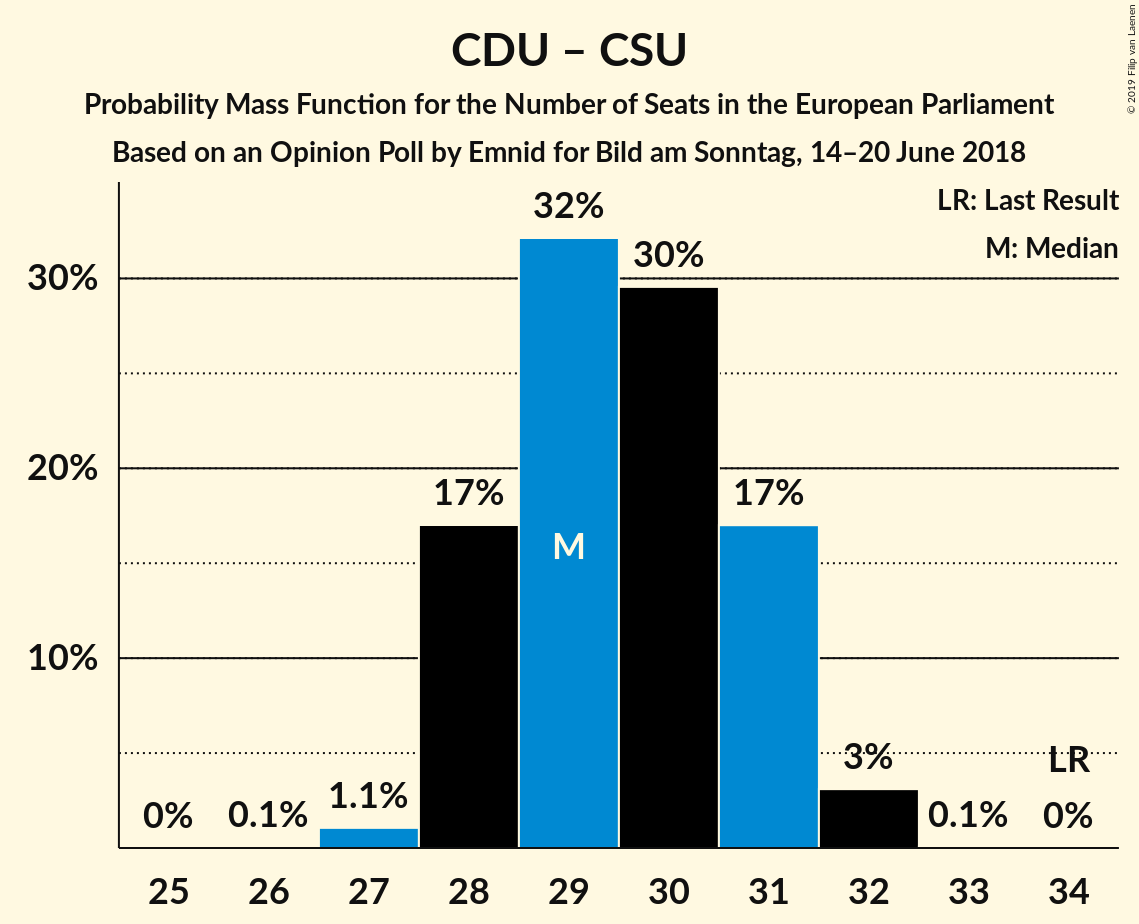 CDU – CSU
Probability Mass Function for the Number of Seats in the European Parliament
Based on an Opinion Poll by Emnid for Bild am Sonntag, 14–20 June 2018
© 2019 Filip van Laenen
LR: Last Result
M: Median
30%
20%
10%
0%
0.1%
1.1%
17%
32%
M
30%
17%
3%
0.1%
LR
0%
25 26 27 28 29 30 31 32 33 34